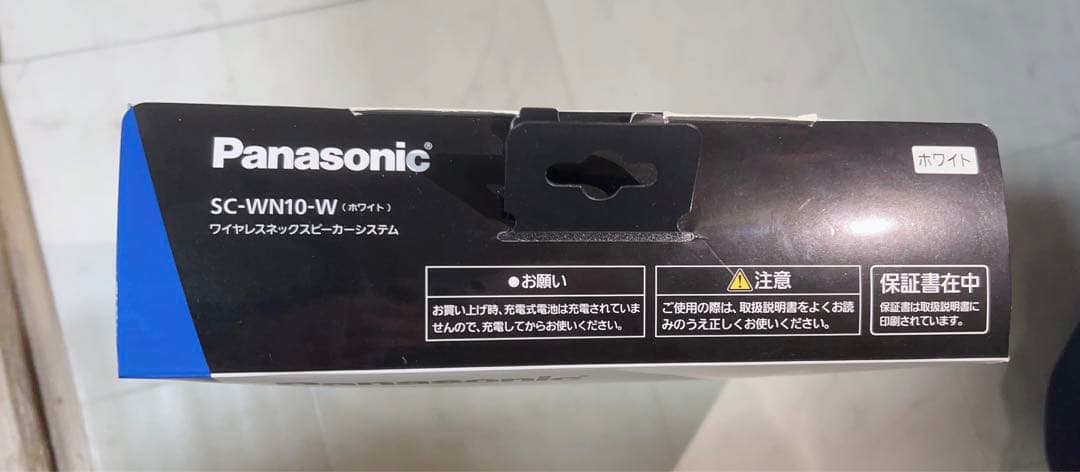 Panasonic®
ホワイト
SC-WN10-W（ホワイト）
ワイヤレスネックスピーカーシステム
●お願い
お買い上げ時、充電式電池は充電されていま
せんので、充電してからお使いください。
⚠注意
ご使用の際は、取扱説明書をよくお読
みのうえ正しくお使いください。
保証書在中
保証書は取扱説明書に
印刷されています。
Panasonic